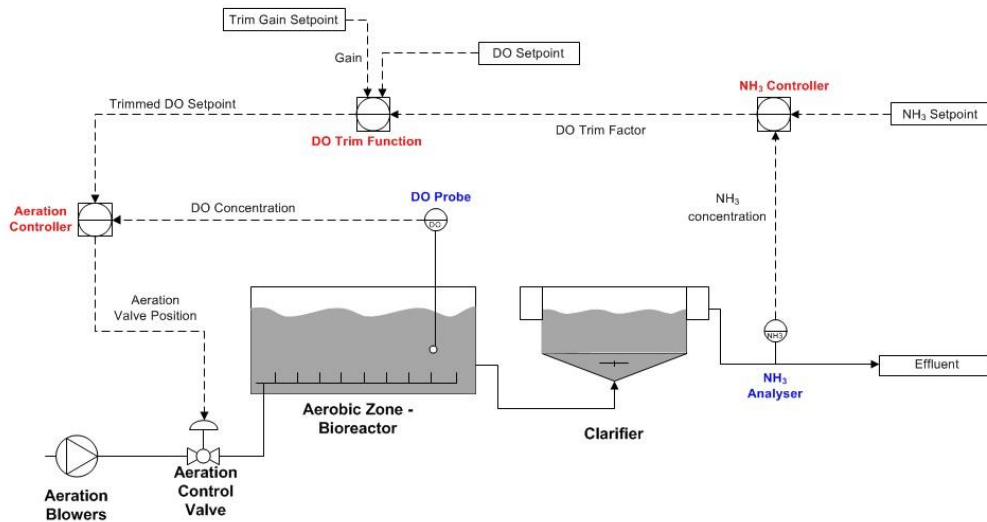 Trim Gain Setpoint
DO Setpoint
Gain
NH₃ Controller
Trimmed DO Setpoint
NH₃ Setpoint
DO Trim Function
DO Trim Factor
DO Probe
Aeration
Controller
DO Concentration
DO
NH₃
concentration
Aeration
Valve Position
NH3
Effluent
NH₃
Analyser
Aerobic Zone -
Bioreactor
Clarifier
Aeration
Control
Valve
Aeration
Blowers